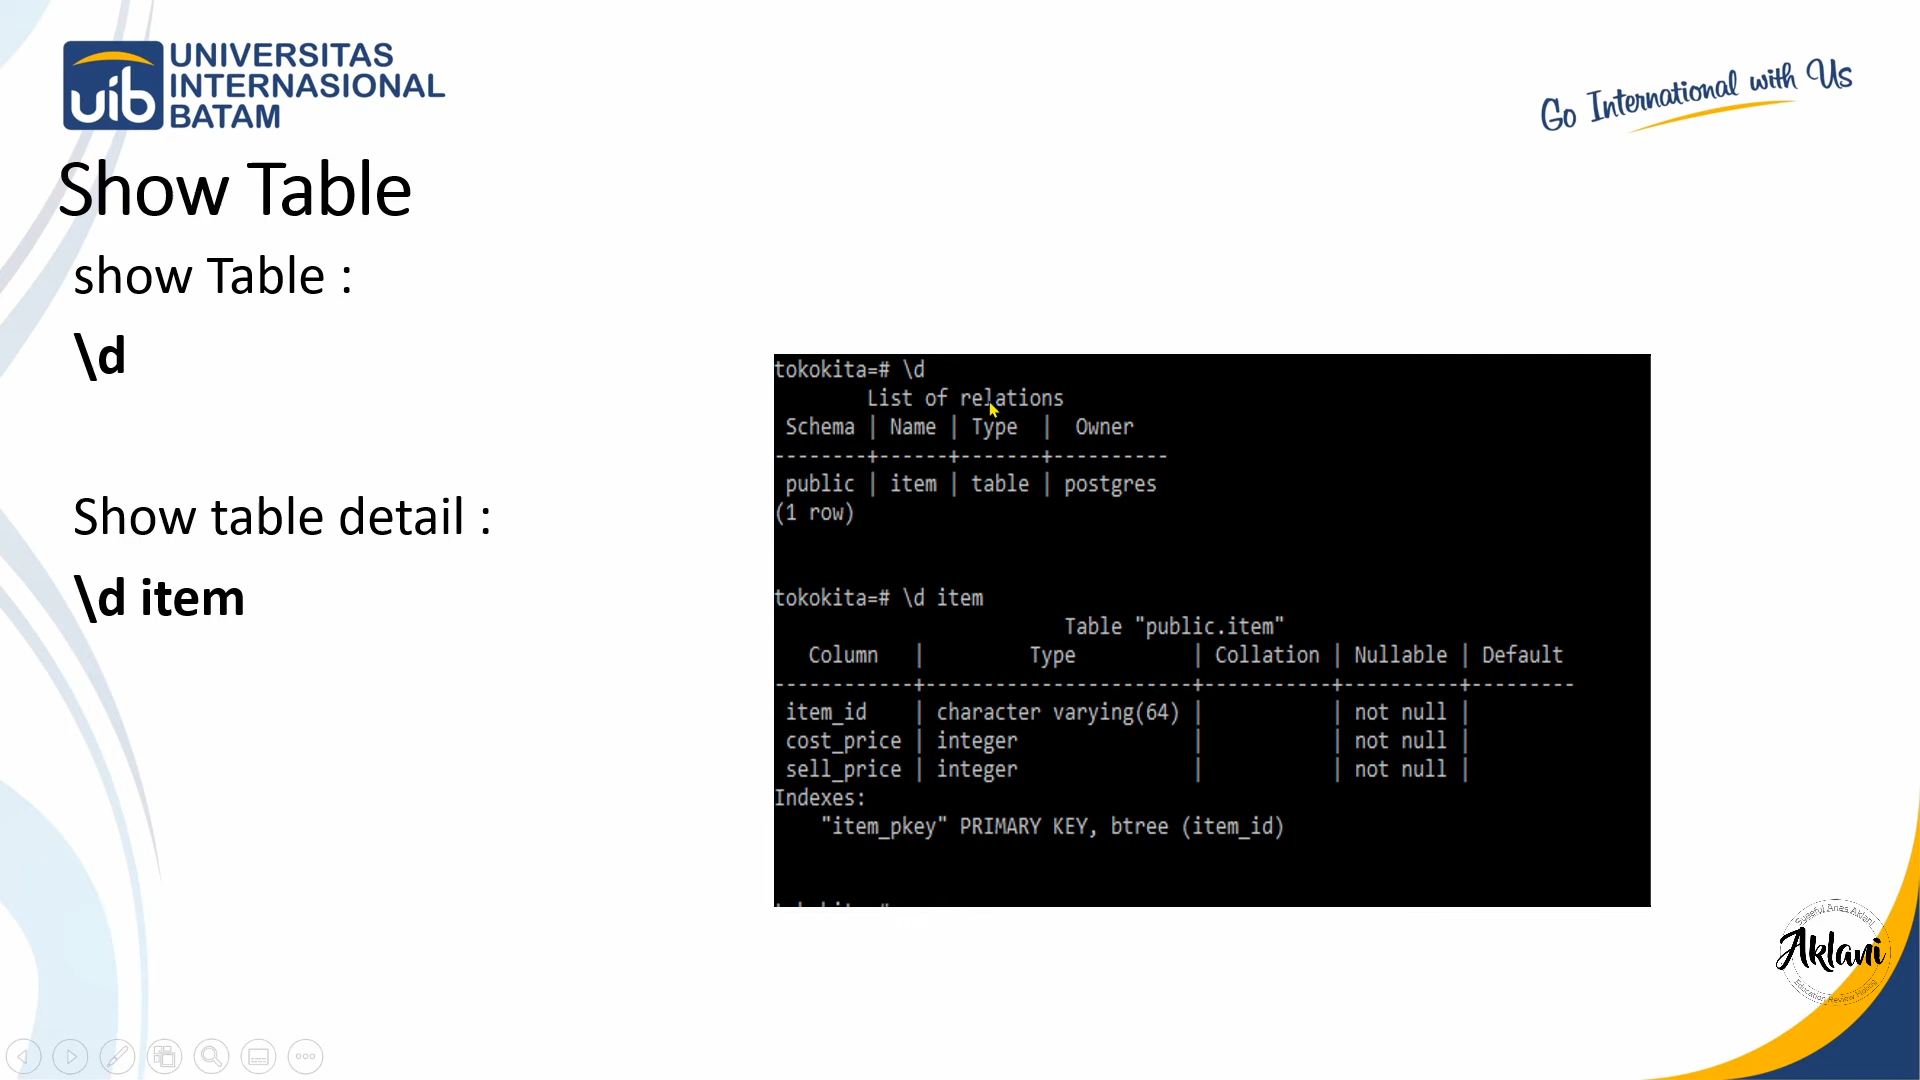 UNIVERSITAS
INTERNASIONAL
BATAM
uib
Go International with Us
Show Table
show Table :
\d
Show table detail :
\d item
tokokita=# \d
        List of relations
 Schema | Name | Type  |  Owner
--------+------+-------+----------
 public | item | table | postgres
(1 row)
tokokita=# \d item
                         Table "public.item"
   Column   |         Type          | Collation | Nullable | Default
------------+-----------------------+-----------+----------+---------
 item_id    | character varying(64) |           | not null |
 cost_price | integer               |           | not null |
 sell_price | integer               |           | not null |
Indexes:
    "item_pkey" PRIMARY KEY, btree (item_id)
Syaeful Anas Aklani
Aklani